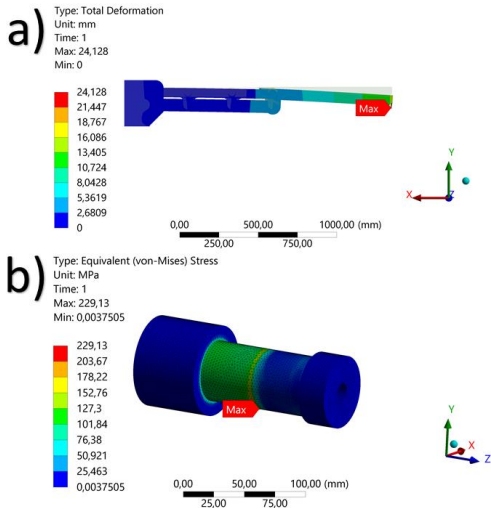 a)
Type: Total Deformation
Unit: mm
Time: 1
Max: 24,128
Min: 0
24,128
21,447
18,767
16,086
13,405
10,724
8,0428
5,3619
2,6809
0
Max
Y
X
Z
0,00 500,00 1000,00 (mm)
250,00 750,00
b)
Type: Equivalent (von-Mises) Stress
Unit: MPa
Time: 1
Max: 229,13
Min: 0,0037505
229,13
203,67
178,22
152,76
127,3
101,84
76,38
50,921
25,463
0,0037505
Max
Y
X
Z
0,00 50,00 100,00 (mm)
25,00 75,00